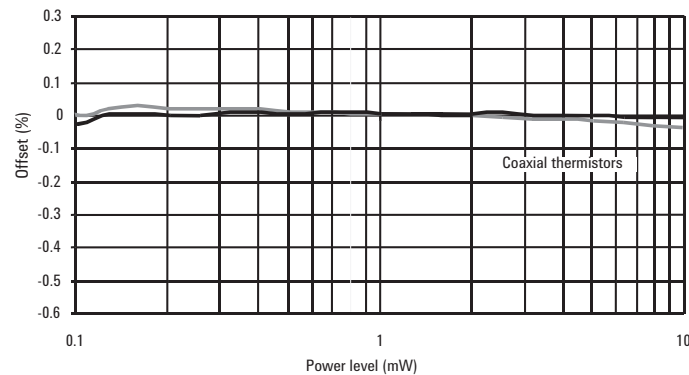 0.3
0.2
0.1
0
-0.1
-0.2
-0.3
-0.4
-0.5
-0.6
Offset (%)
Coaxial thermistors
0.1 1 10
Power level (mW)